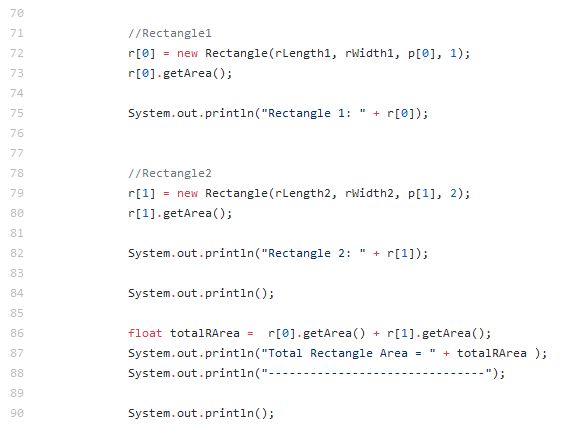 70
71 //Rectangle1
72 r[0] = new Rectangle(rLength1, rWidth1, p[0], 1);
73 r[0].getArea();
74
75 System.out.println("Rectangle 1: " + r[0]);
76
77
78 //Rectangle2
79 r[1] = new Rectangle(rLength2, rWidth2, p[1], 2);
80 r[1].getArea();
81
82 System.out.println("Rectangle 2: " + r[1]);
83
84 System.out.println();
85
86 float totalRArea =  r[0].getArea() + r[1].getArea();
87 System.out.println("Total Rectangle Area = " + totalRArea );
88 System.out.println("-------------------------------");
89
90 System.out.println();